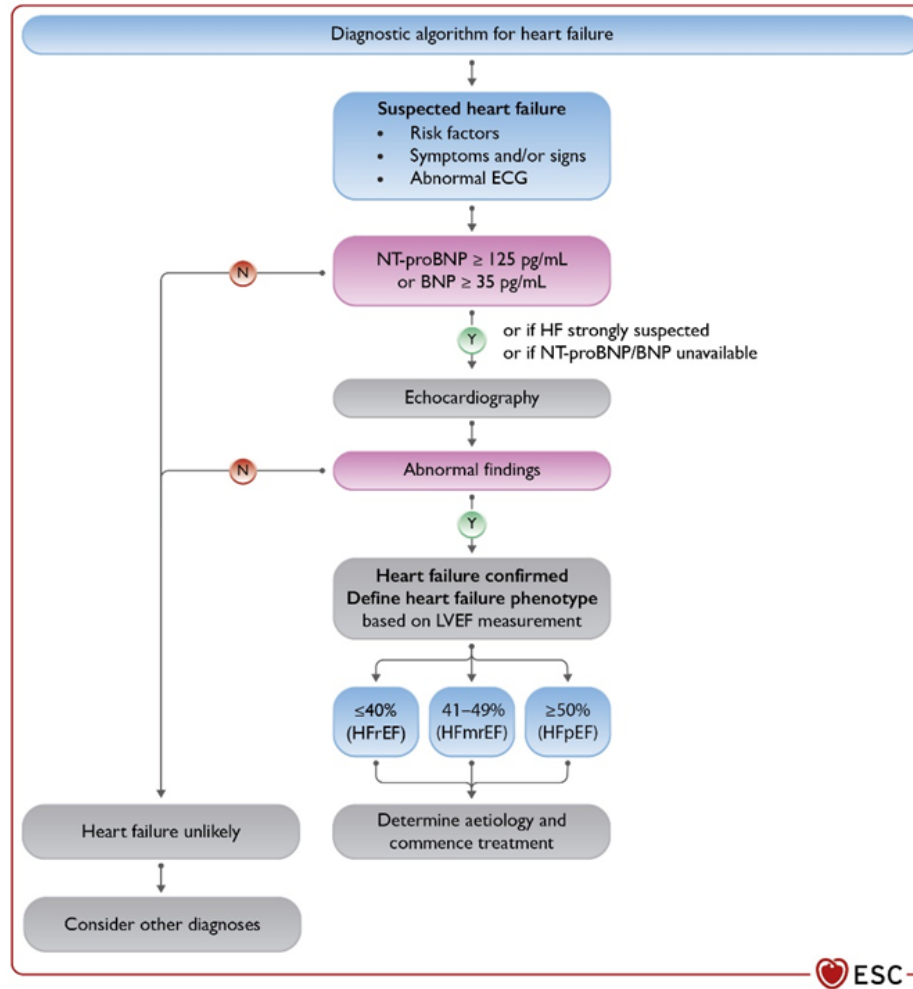 Diagnostic algorithm for heart failure
Suspected heart failure
• Risk factors
• Symptoms and/or signs
• Abnormal ECG
NT-proBNP ≥ 125 pg/mL
or BNP ≥ 35 pg/mL
N
Y
or if HF strongly suspected
or if NT-proBNP/BNP unavailable
Echocardiography
Abnormal findings
N
Y
Heart failure confirmed
Define heart failure phenotype
based on LVEF measurement
≤40%
(HFrEF)
41–49%
(HFmrEF)
≥50%
(HFpEF)
Heart failure unlikely
Determine aetiology and
commence treatment
Consider other diagnoses
ESC